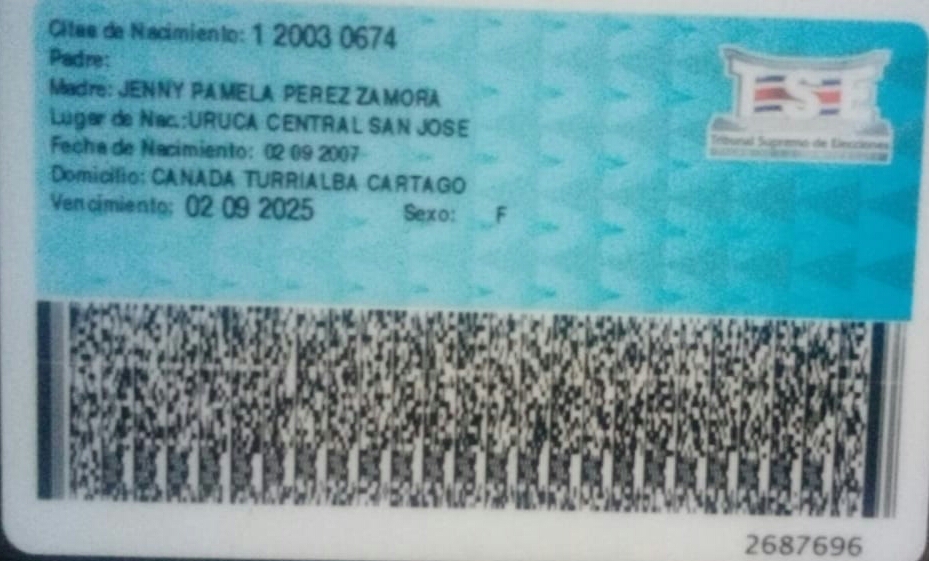 Citas de Nacimiento: 1 2003 0674
Padre:
Madre: JENNY PAMELA PEREZ ZAMORA
Lugar de Nac.:URUCA CENTRAL SAN JOSE
Fecha de Nacimiento: 02 09 2007
Domicilio: CANADA TURRIALBA CARTAGO
Vencimiento: 02 09 2025 Sexo: F
TSE
Tribunal Supremo de Elecciones
2687696